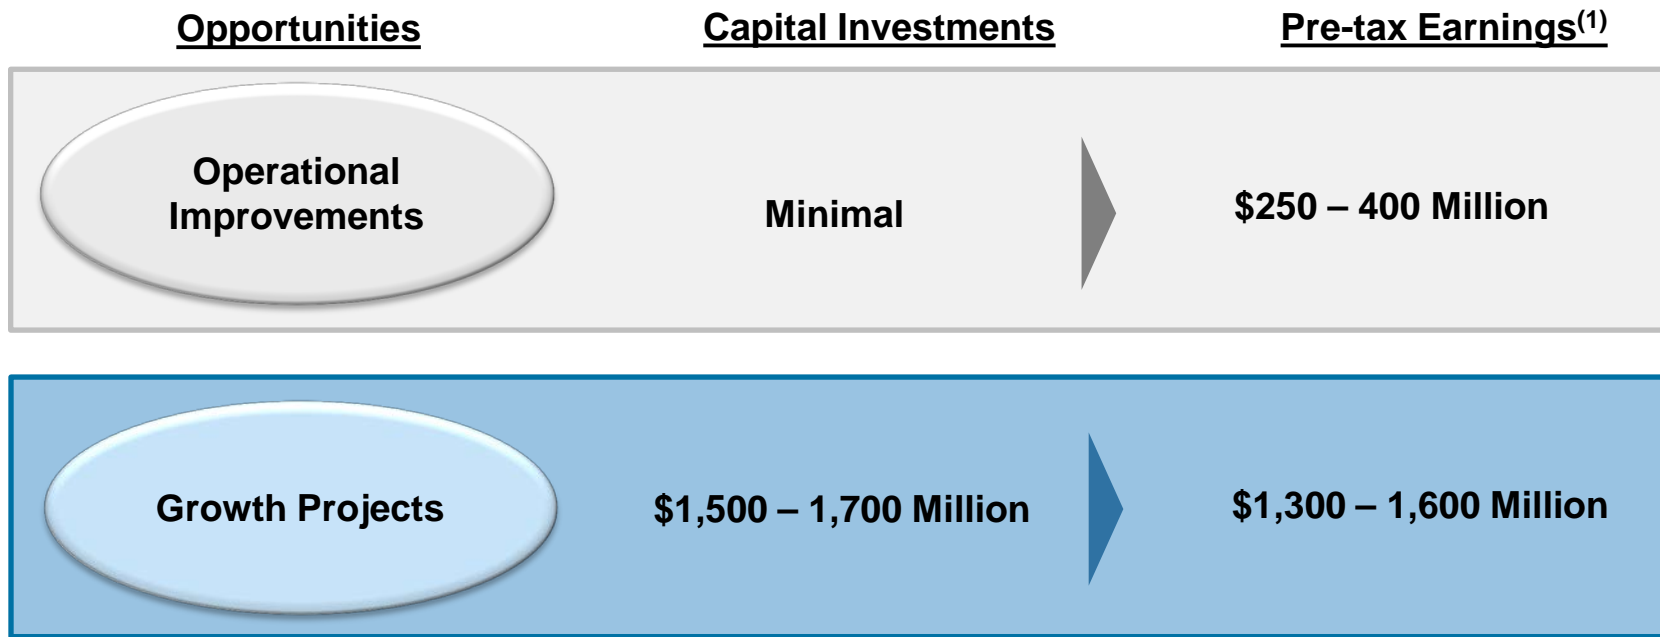 Opportunities Capital Investments Pre-tax Earnings(1)
Operational
Improvements
Minimal
$250 – 400 Million
Growth Projects
$1,500 – 1,700 Million
$1,300 – 1,600 Million